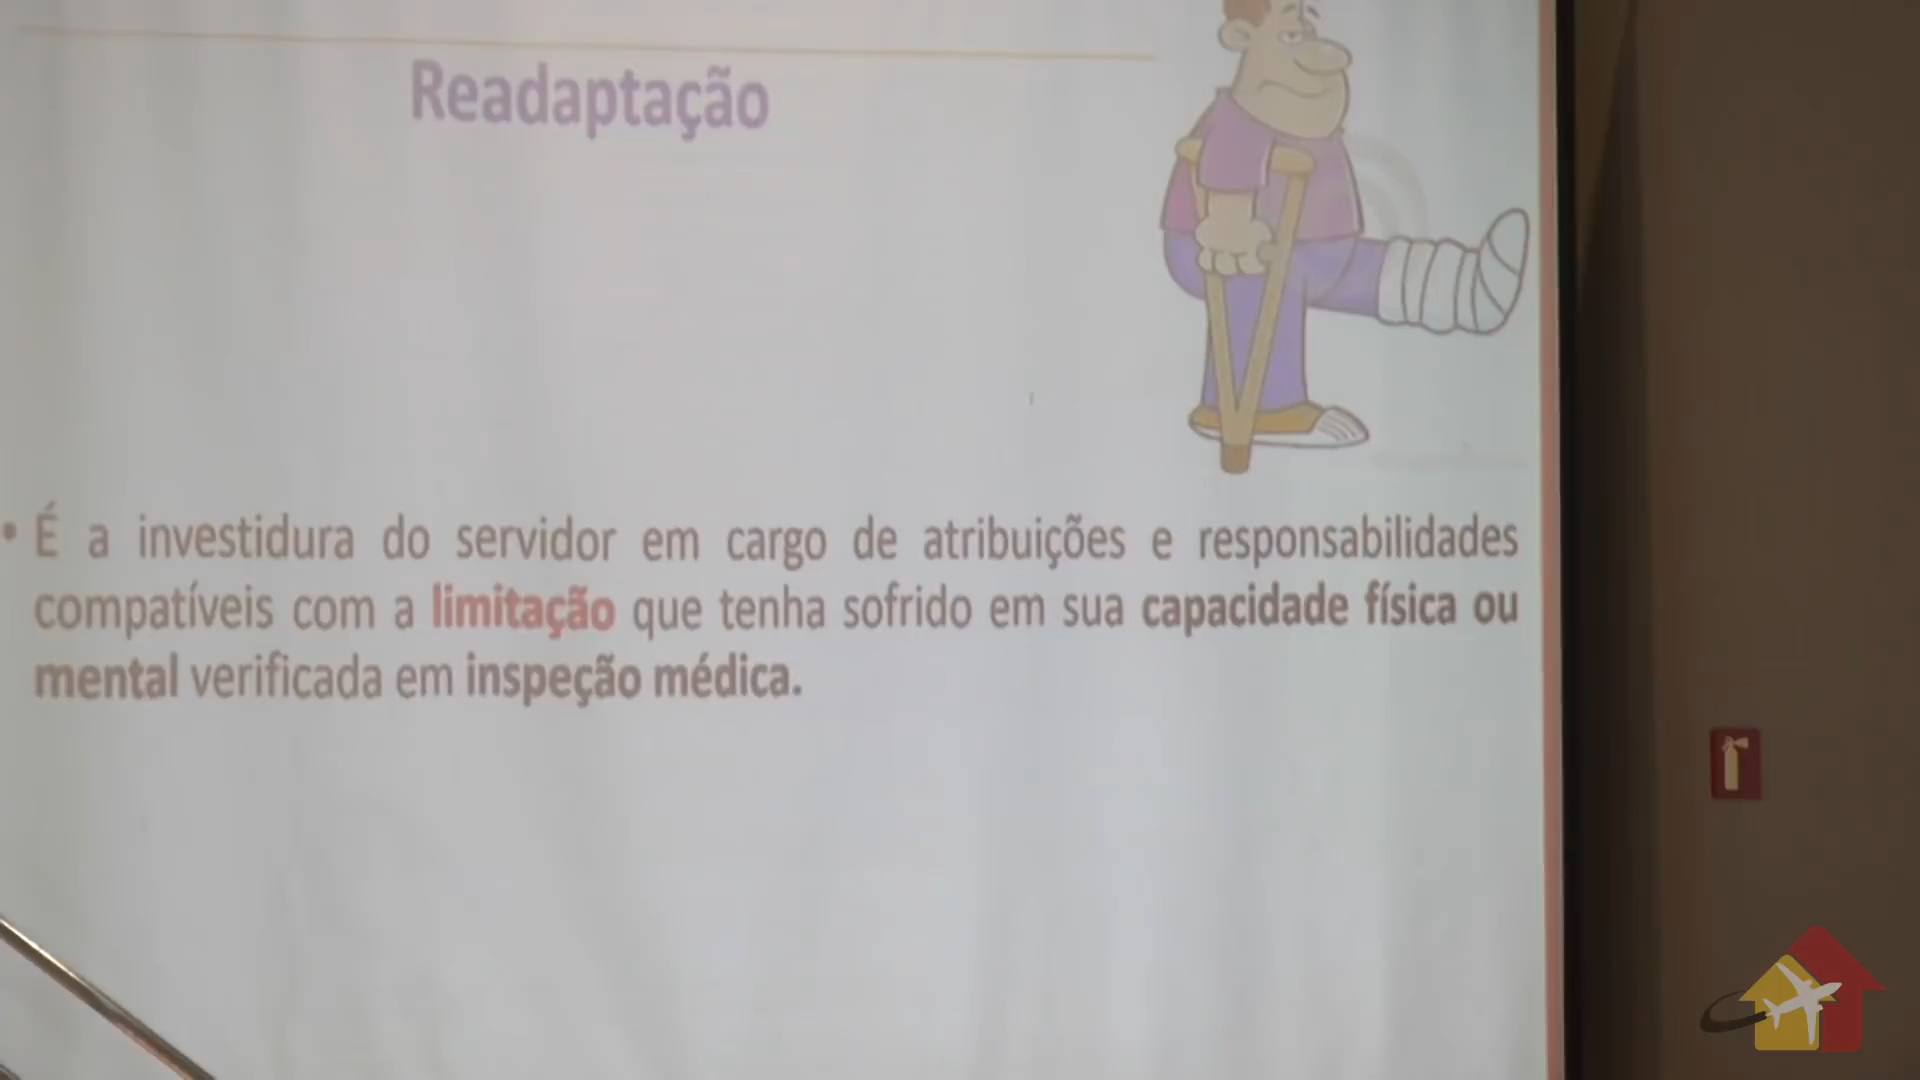 Readaptação
• É a investidura do servidor em cargo de atribuições e responsabilidades
compatíveis com a limitação que tenha sofrido em sua capacidade física ou
mental verificada em inspeção médica.